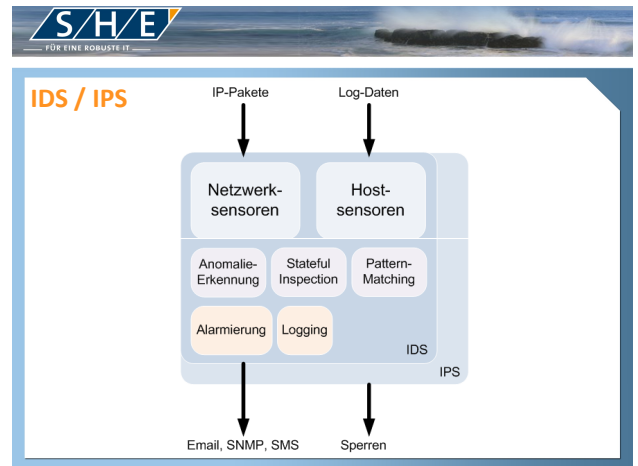 S/H/E/
FÜR EINE ROBUSTE IT
IDS / IPS
IP-Pakete
Log-Daten
Netzwerk-
sensoren
Host-
sensoren
Anomalie-
Erkennung
Stateful
Inspection
Pattern-
Matching
Alarmierung
Logging
IDS
IPS
Email, SNMP, SMS
Sperren